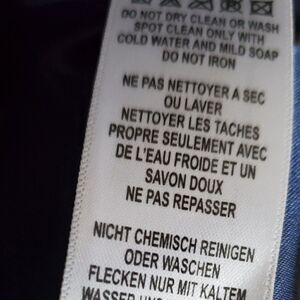 DO NOT DRY CLEAN OR WASH
SPOT CLEAN ONLY WITH
COLD WATER AND MILD SOAP
DO NOT IRON
NE PAS NETTOYER A SEC
OU LAVER
NETTOYER LES TACHES
PROPRE SEULEMENT AVEC
DE L'EAU FROIDE ET UN
SAVON DOUX
NE PAS REPASSER
NICHT CHEMISCH REINIGEN
ODER WASCHEN
FLECKEN NUR MIT KALTEM
WASSER